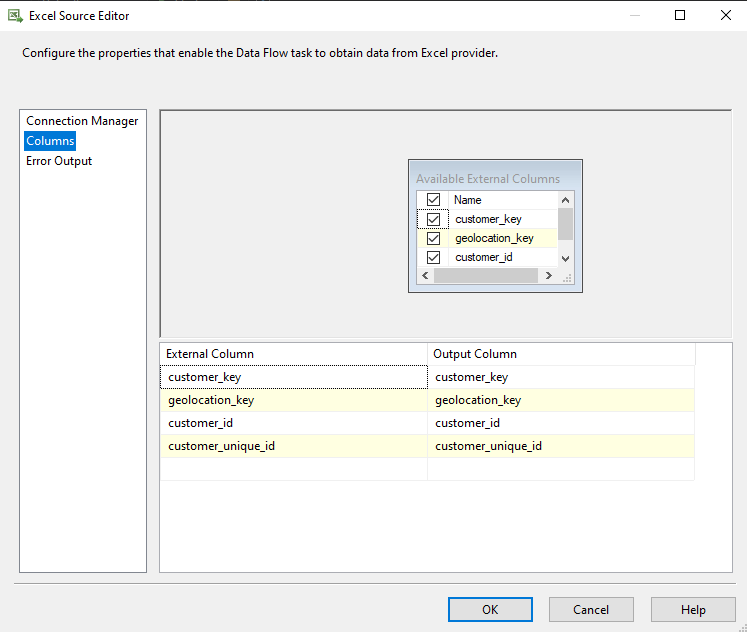 Excel Source Editor
Configure the properties that enable the Data Flow task to obtain data from Excel provider.
Connection Manager
Columns
Error Output
Available External Columns
Name
customer_key
geolocation_key
customer_id
External Column Output Column
customer_key customer_key
geolocation_key geolocation_key
customer_id customer_id
customer_unique_id customer_unique_id
OK Cancel Help